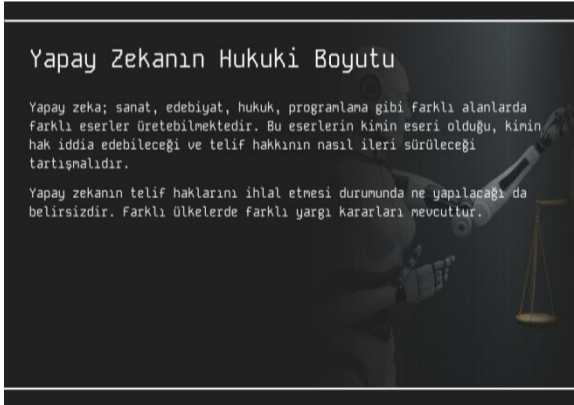 Yapay Zekanın Hukuki Boyutu
Yapay zeka; sanat, edebiyat, hukuk, programlama gibi farklı alanlarda
farklı eserler üretebilmektedir. Bu eserlerin kimin eseri olduğu, kimin
hak iddia edebileceği ve telif hakkının nasıl ileri sürüleceği
tartışmalıdır.
Yapay zekanın telif haklarını ihlal etmesi durumunda ne yapılacağı da
belirsizdir. Farklı ülkelerde farklı yargı kararları mevcuttur.